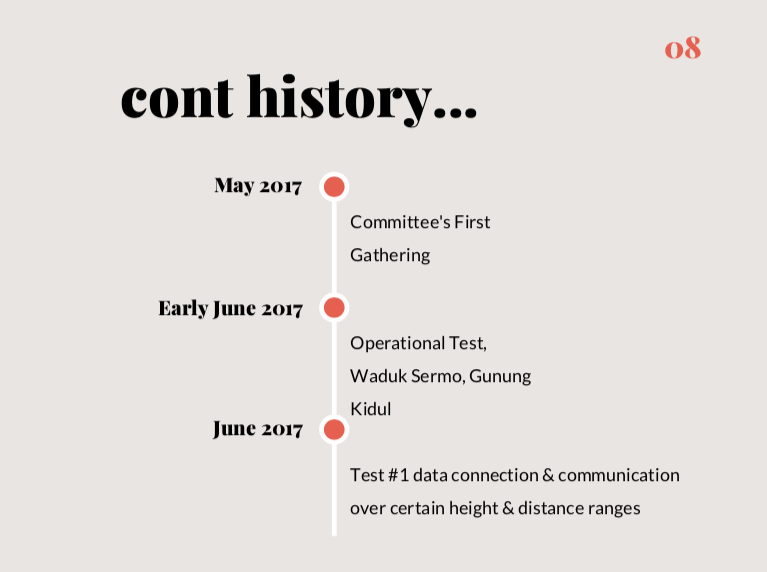 08
cont history...
May 2017
Committee's First
Gathering
Early June 2017
Operational Test,
Waduk Sermo, Gunung
Kidul
June 2017
Test #1 data connection & communication
over certain height & distance ranges